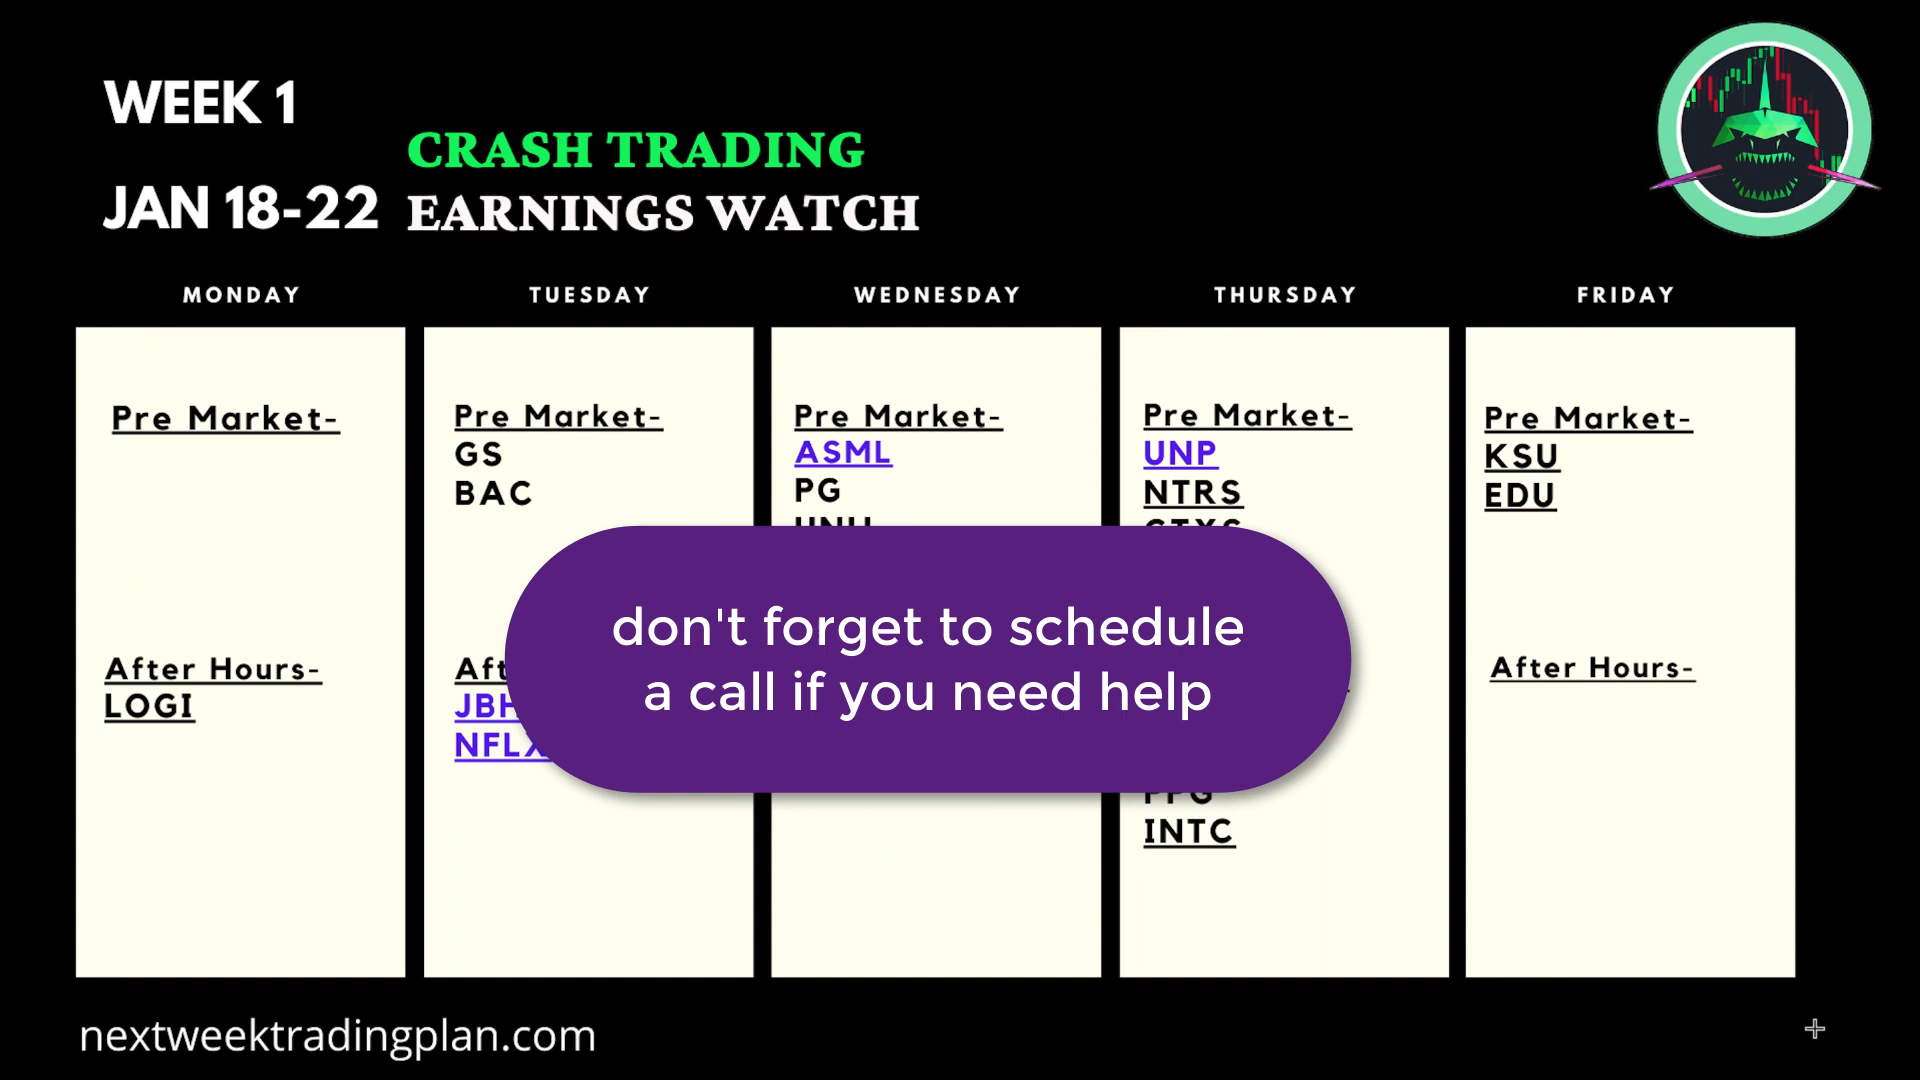 WEEK 1
JAN 18-22
CRASH TRADING
EARNINGS WATCH
MONDAY
TUESDAY
WEDNESDAY
THURSDAY
FRIDAY
Pre Market-
After Hours-
LOGI
Pre Market-
GS
BAC
Pre Market-
ASML
PG
Pre Market-
UNP
NTRS
INTC
Pre Market-
KSU
EDU
After Hours-
don't forget to schedule
a call if you need help
nextweektradingplan.com